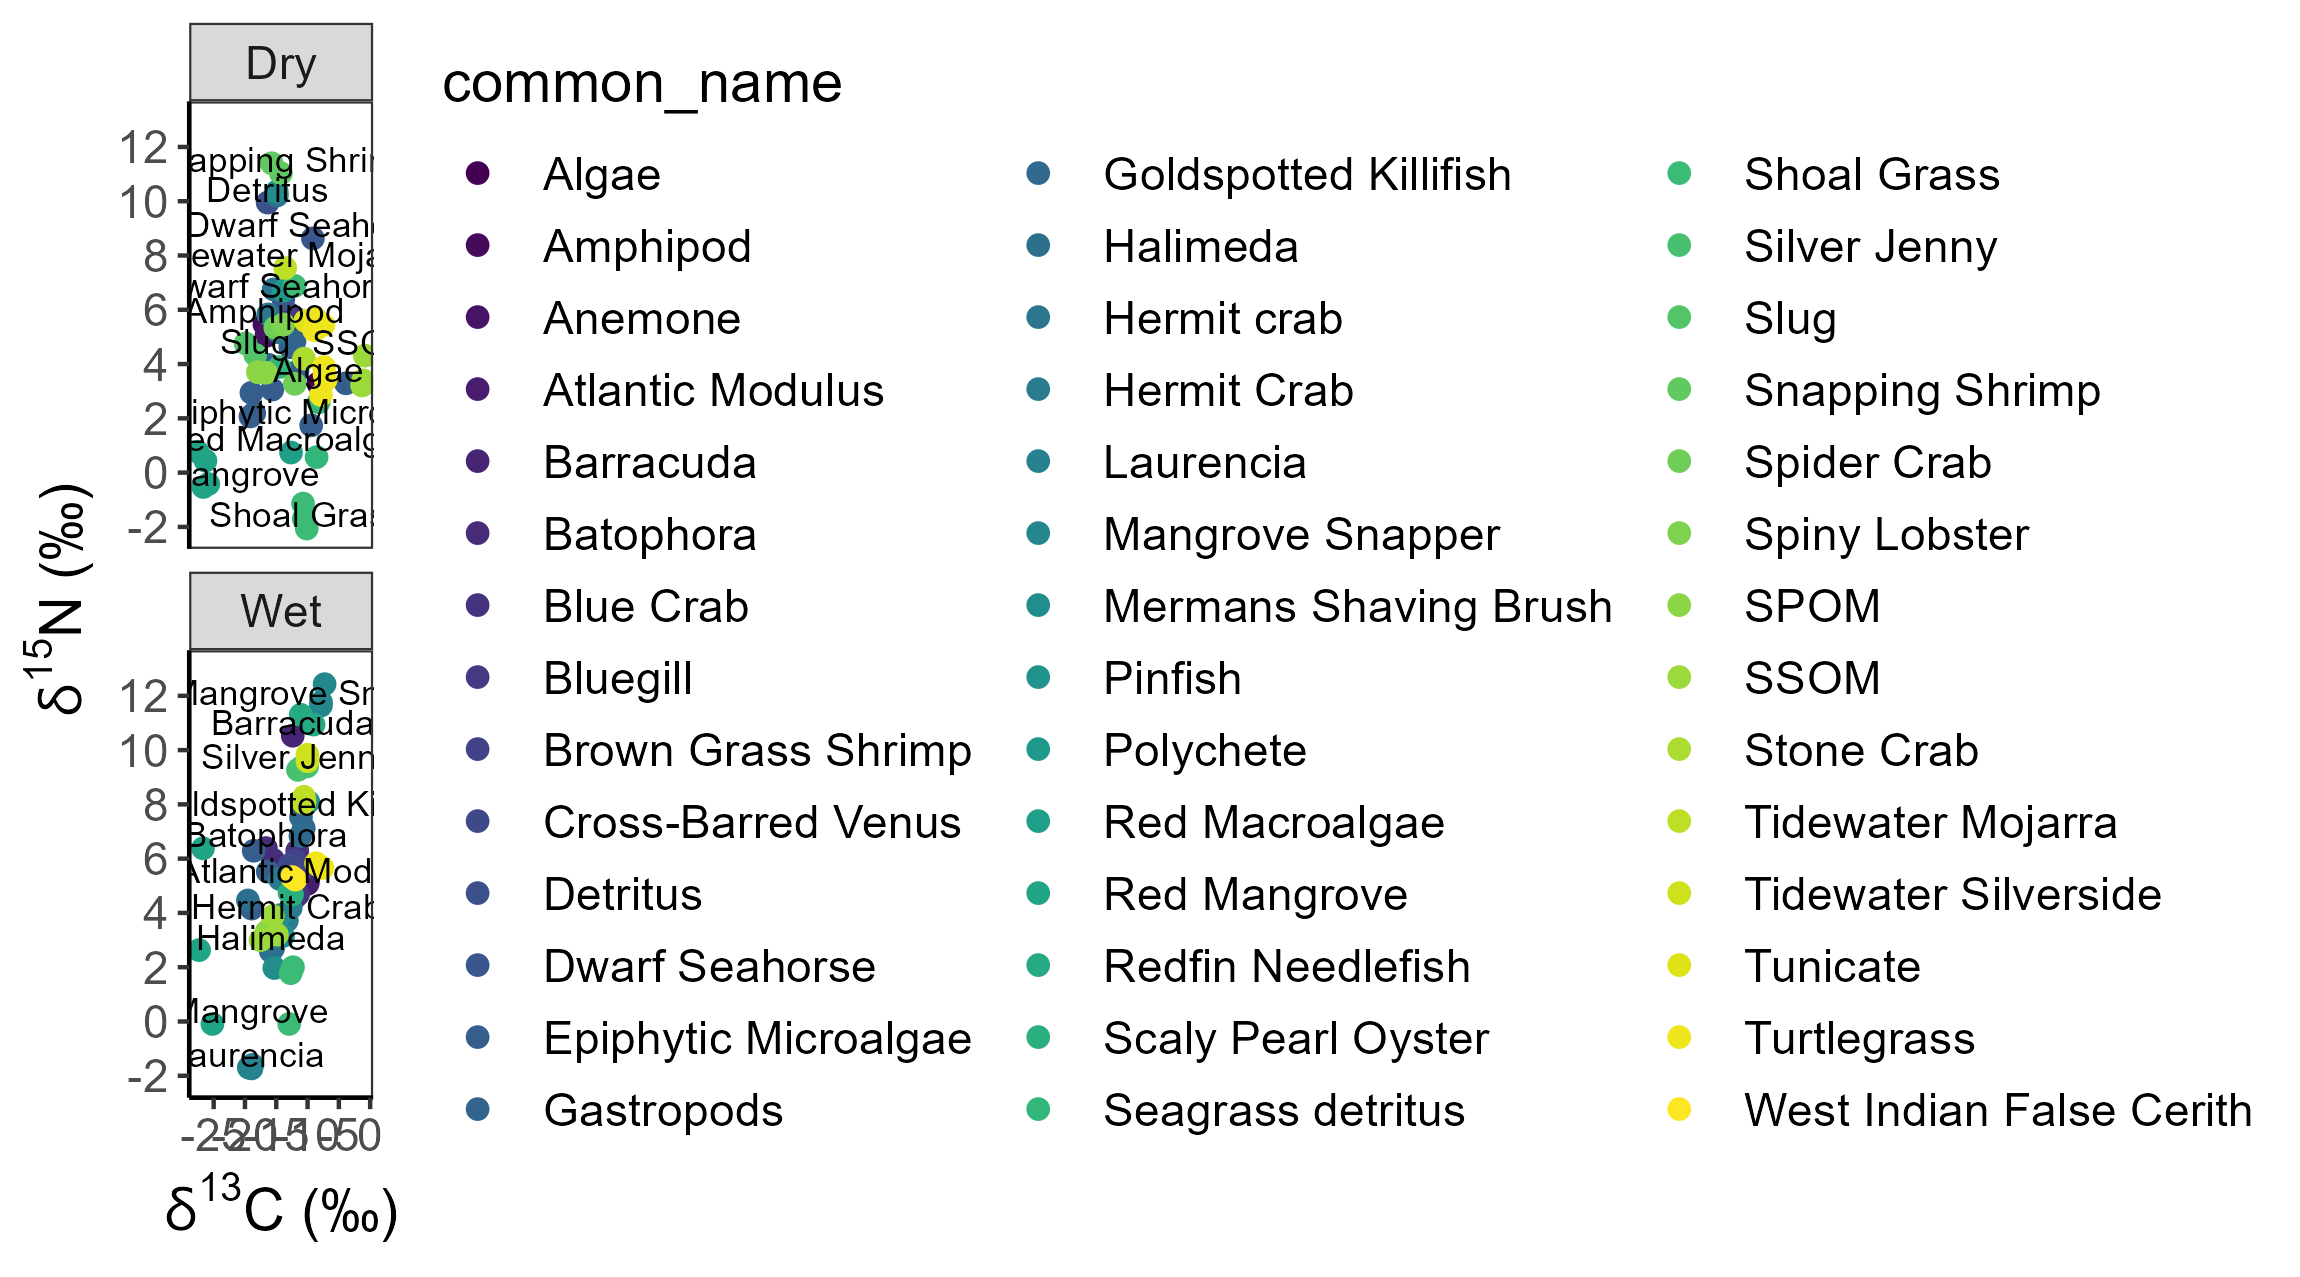 Dry
12
10
8
6
4
2
0
-2
apping Shri
Detritus
Dwarf Seah
ewater Moja
warf Seahor
Amphipod
Slug SSO
Algae
iphytic Micro
ed Macroalg
angrove
Shoal Gras
Wet
12
10
8
6
4
2
0
-2
Mangrove Sn
Barracuda
Silver Jenn
ldspotted Ki
Batophora
Atlantic Mod
Hermit Crab
Halimeda
Mangrove
aurencia
-25
-20
-15
-10
-5
0
δ13C (‰)
δ15N (‰)
common_name
Algae
Amphipod
Anemone
Atlantic Modulus
Barracuda
Batophora
Blue Crab
Bluegill
Brown Grass Shrimp
Cross-Barred Venus
Detritus
Dwarf Seahorse
Epiphytic Microalgae
Gastropods
Goldspotted Killifish
Halimeda
Hermit crab
Hermit Crab
Laurencia
Mangrove Snapper
Mermans Shaving Brush
Pinfish
Polychete
Red Macroalgae
Red Mangrove
Redfin Needlefish
Scaly Pearl Oyster
Seagrass detritus
Shoal Grass
Silver Jenny
Slug
Snapping Shrimp
Spider Crab
Spiny Lobster
SPOM
SSOM
Stone Crab
Tidewater Mojarra
Tidewater Silverside
Tunicate
Turtlegrass
West Indian False Cerith